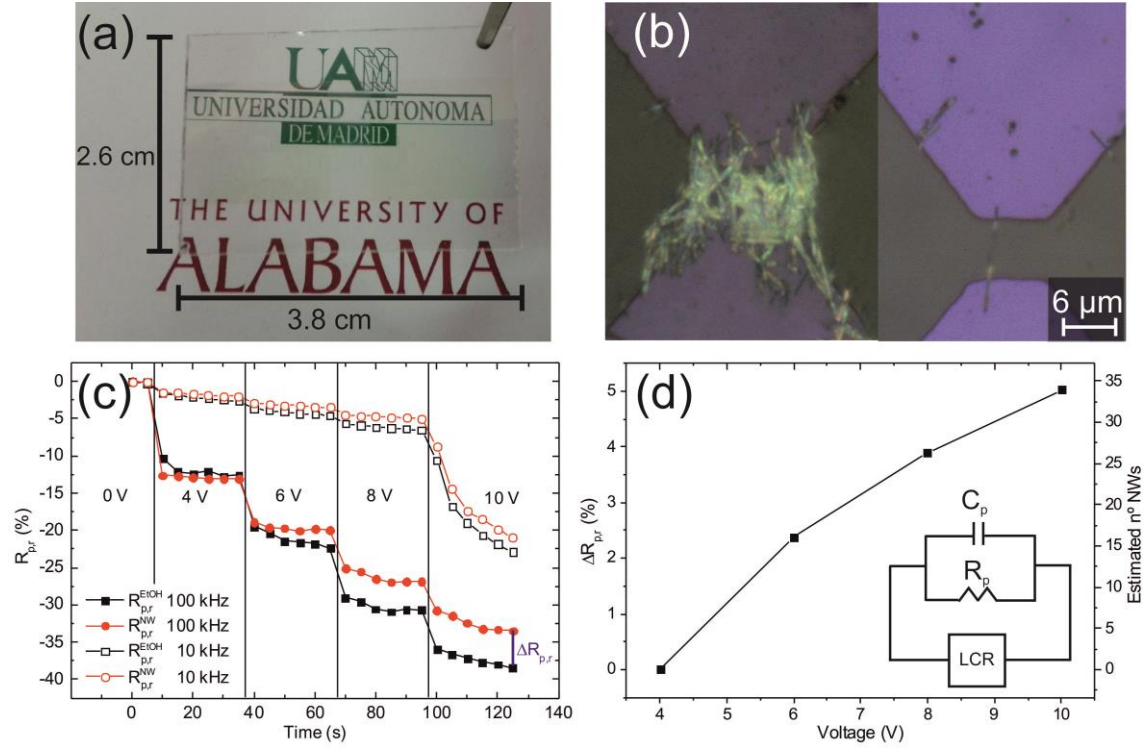 (a)
UAM
UNIVERSIDAD AUTONOMA
DE MADRID
2.6 cm
THE UNIVERSITY OF
ALABAMA
3.8 cm
(b)
6 μm
(c)
0
-5
-10
-15
-20
-25
-30
-35
-40
R_p,r (%)
0 V
4 V
6 V
8 V
10 V
R_p,r^EtOH 100 kHz
R_p,r^NW 100 kHz
R_p,r^EtOH 10 kHz
R_p,r^NW 10 kHz
ΔR_p,r
0 20 40 60 80 100 120 140
Time (s)
(d)
5
4
3
2
1
0
ΔR_p,r (%)
35
30
25
20
15
10
5
0
Estimated nº NWs
C_p
R_p
LCR
4 5 6 7 8 9 10
Voltage (V)